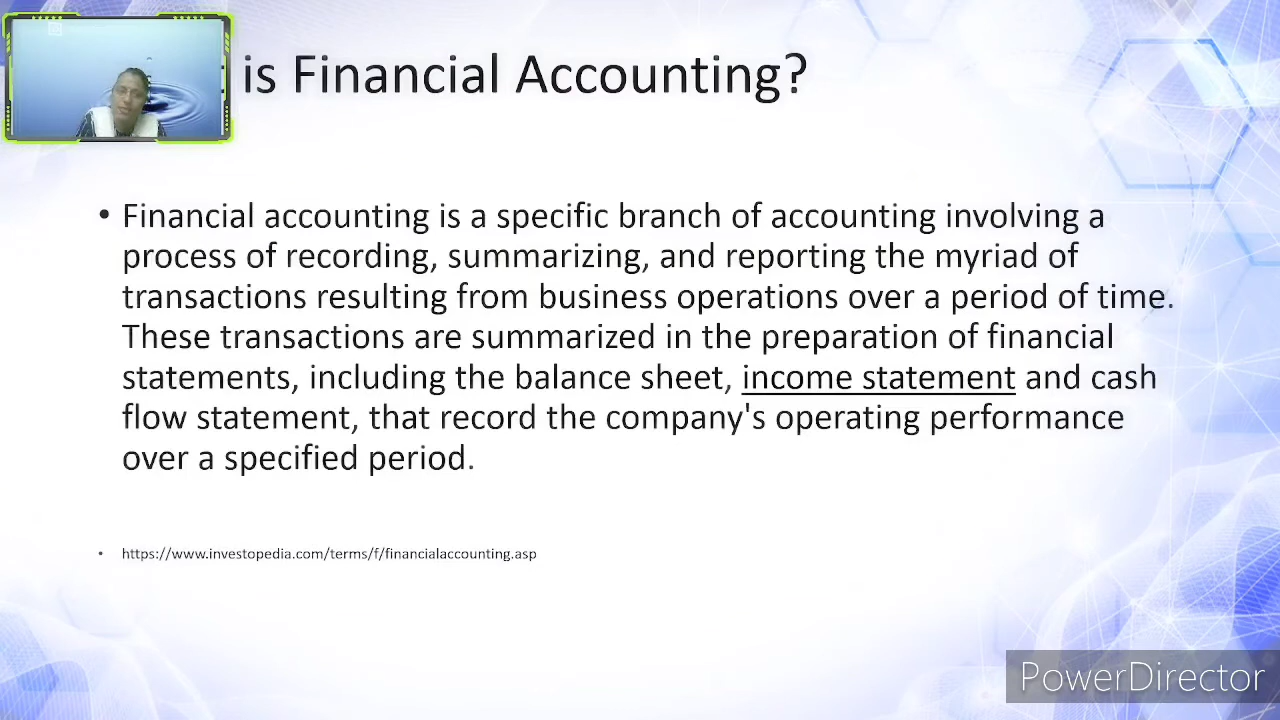 is Financial Accounting?
• Financial accounting is a specific branch of accounting involving a
process of recording, summarizing, and reporting the myriad of
transactions resulting from business operations over a period of time.
These transactions are summarized in the preparation of financial
statements, including the balance sheet, income statement and cash
flow statement, that record the company's operating performance
over a specified period.
• https://www.investopedia.com/terms/f/financialaccounting.asp
PowerDirector